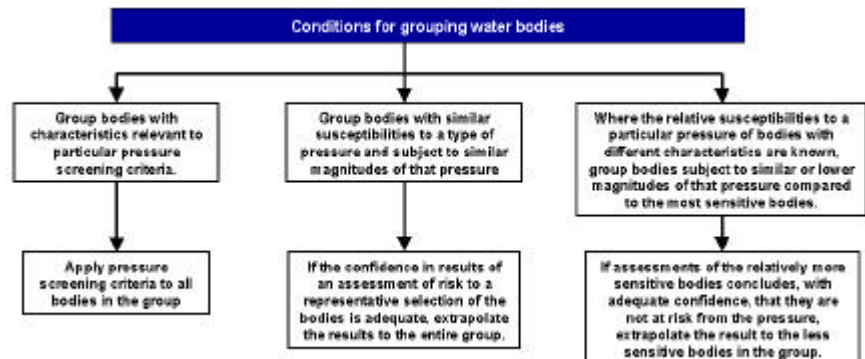 Conditions for grouping water bodies
Group bodies with
characteristics relevant to
particular pressure
screening criteria.
Group bodies with similar
susceptibilities to a type of
pressure and subject to similar
magnitudes of that pressure
Where the relative susceptibilities to a
particular pressure of bodies with
different characteristics are known,
group bodies subject to similar or lower
magnitudes of that pressure compared
to the most sensitive bodies.
Apply pressure
screening criteria to all
bodies in the group
If the confidence in results of
an assessment of risk to a
representative selection of the
bodies is adequate, extrapolate
the results to the entire group.
If assessments of the relatively more
sensitive bodies concludes, with
adequate confidence, that they are
not at risk from the pressure,
extrapolate the result to the less
sensitive bodies in the group.